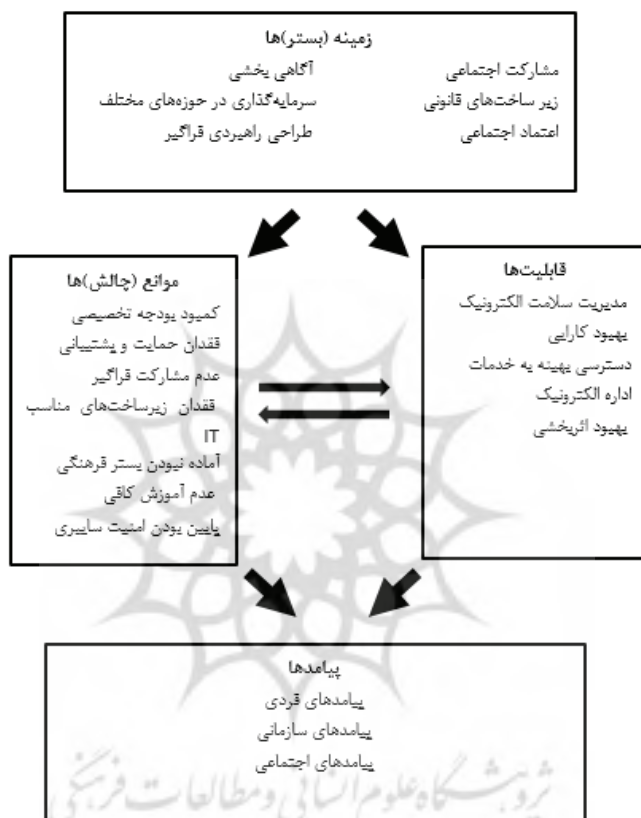 زمینه (بستر)ها
مشارکت اجتماعی
آگاهی بخشی
زیر ساخت‌های قانونی
سرمایه‌گذاری در حوزه‌های مختلف
اعتماد اجتماعی
طراحی راهبردی فراگیر
قابلیت‌ها
مدیریت سلامت الکترونیک
بهبود کارایی
دسترسی بهینه به خدمات
اداره الکترونیک
بهبود اثربخشی
موانع (چالش)ها
کمبود بودجه تخصیصی
فقدان حمایت و پشتیبانی
عدم مشارکت فراگیر
فقدان زیرساخت‌های مناسب
IT
آماده نبودن بستر فرهنگی
عدم آموزش کافی
پایین بودن امنیت سایبری
پیامدها
پیامدهای فردی
پیامدهای سازمانی
پیامدهای اجتماعی
پژوهشگاه علوم انسانی و مطالعات فرهنگی